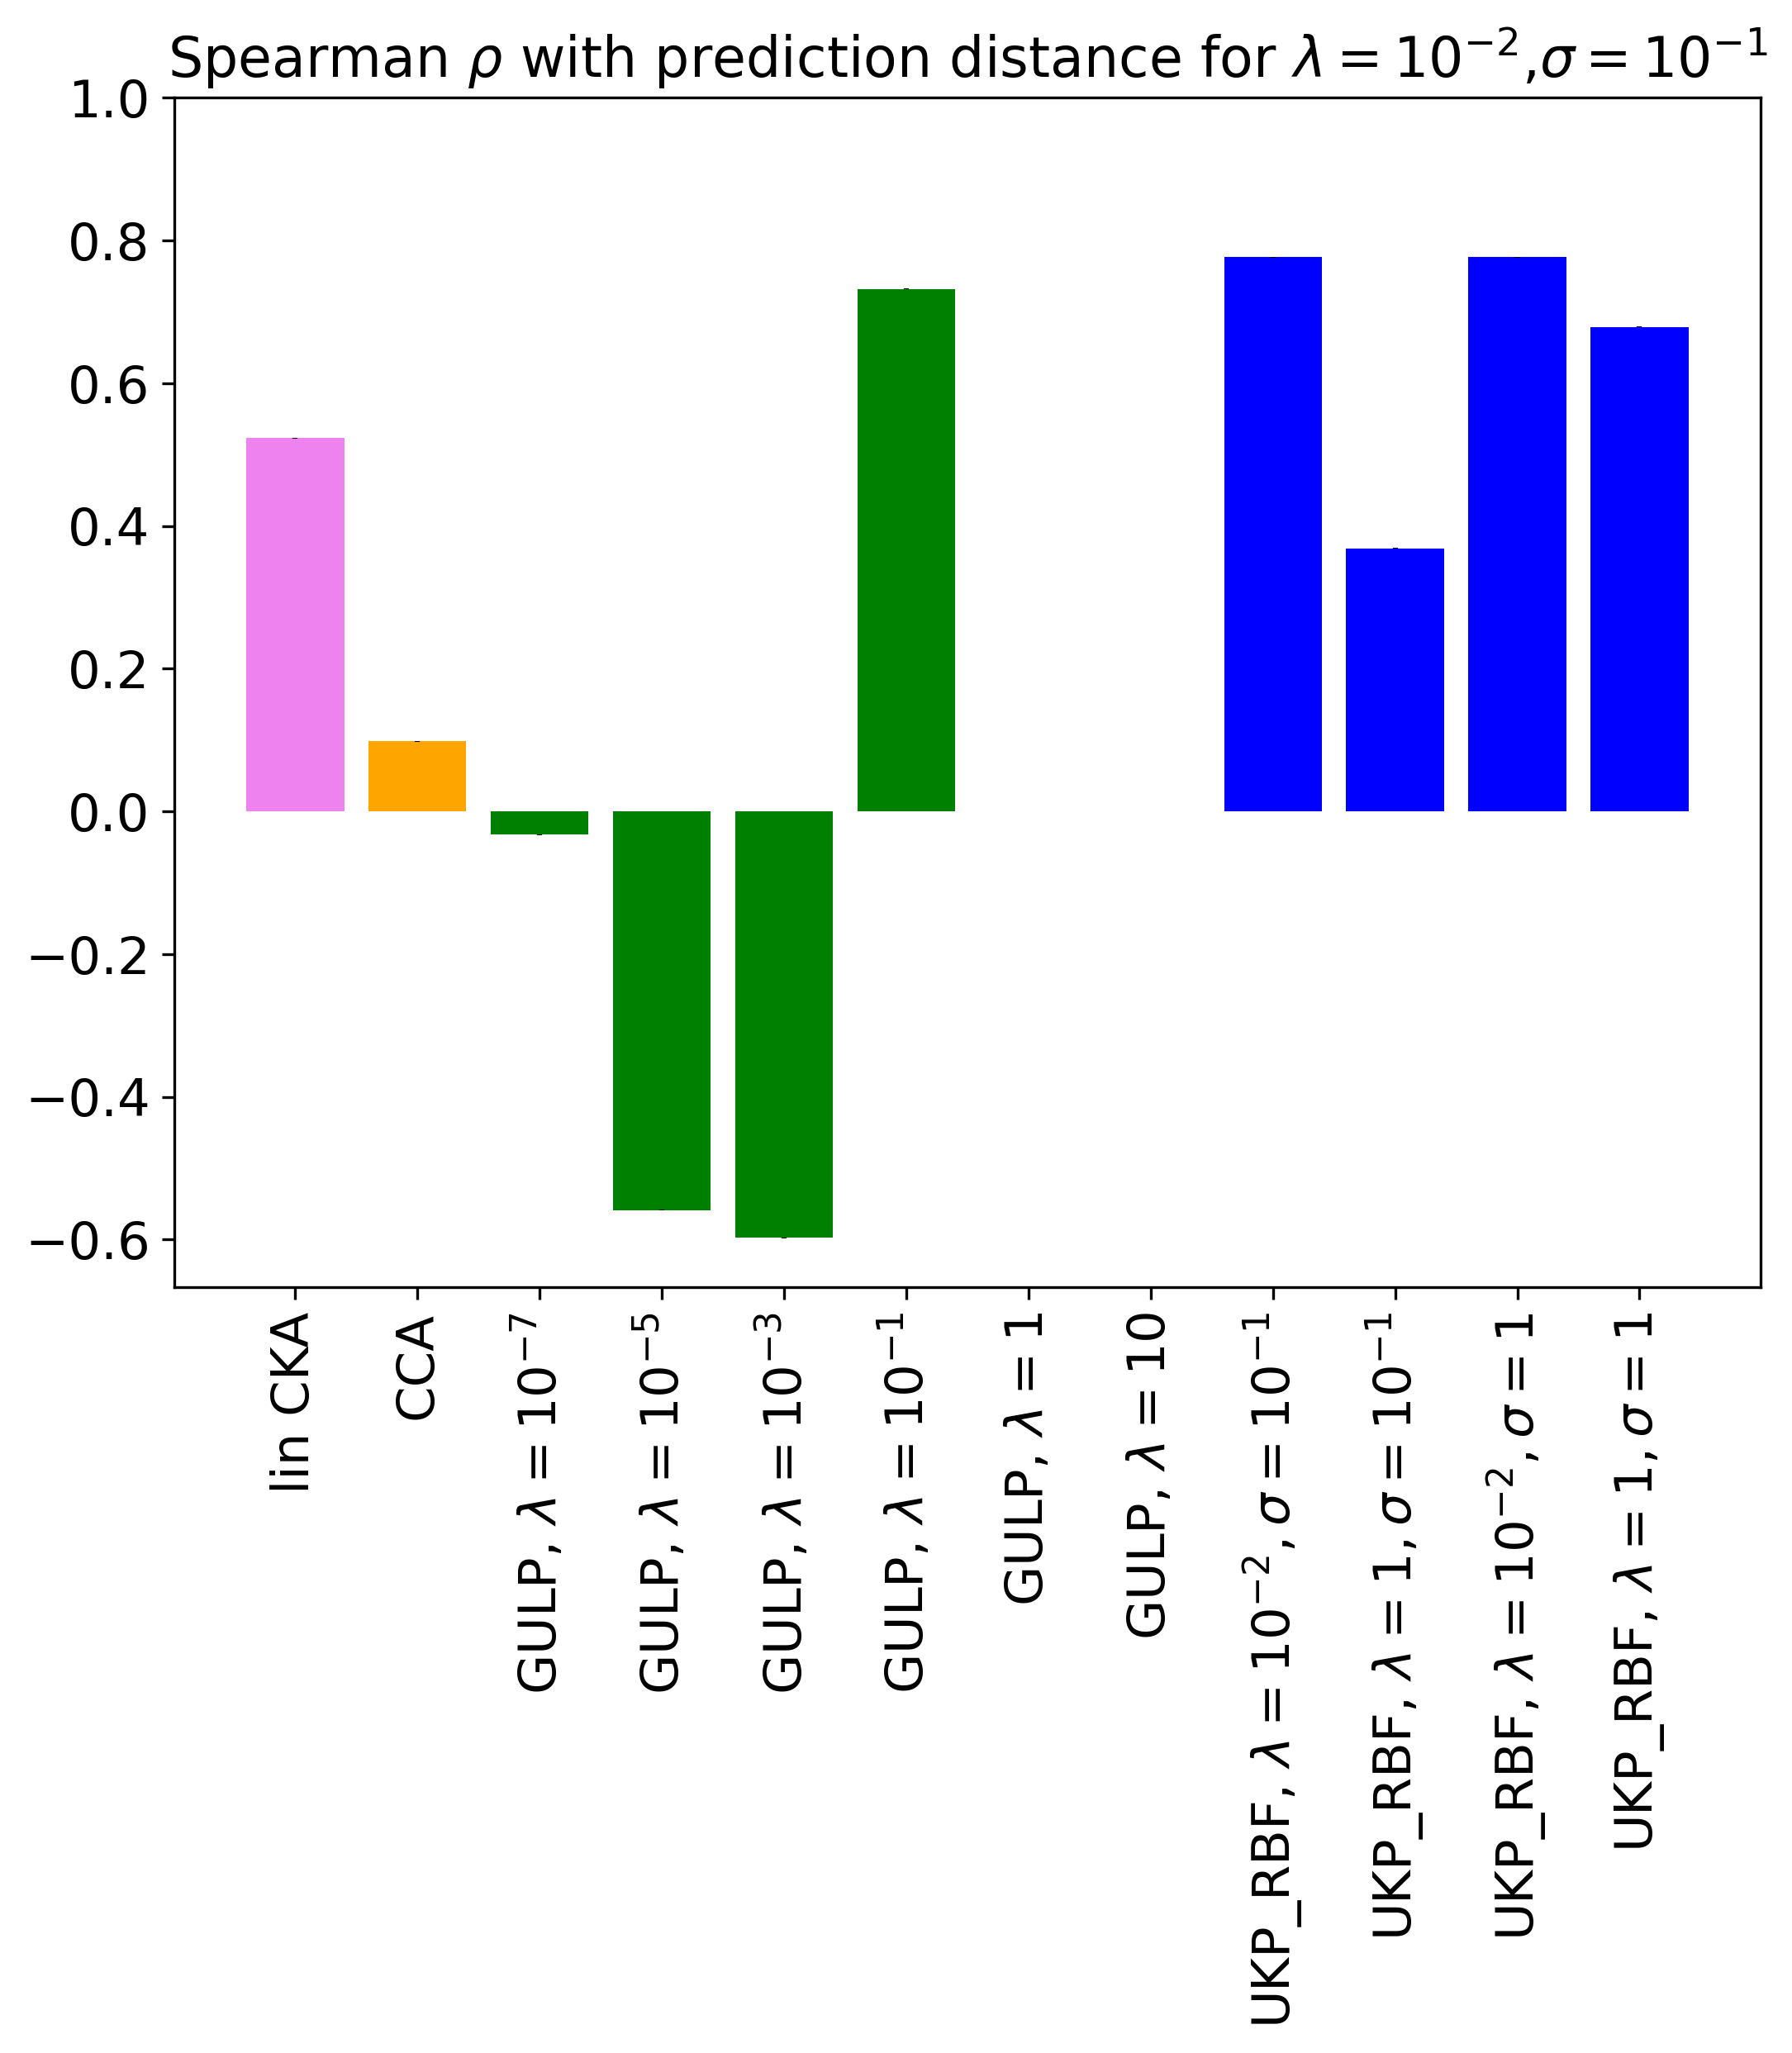 Spearman ρ with prediction distance for λ = 10⁻²,σ = 10⁻¹
1.0
0.8
0.6
0.4
0.2
0.0
−0.2
−0.4
−0.6
lin CKA
CCA
GULP, λ = 10⁻⁷
GULP, λ = 10⁻⁵
GULP, λ = 10⁻³
GULP, λ = 10⁻¹
GULP, λ = 1
GULP, λ = 10
UKP_RBF, λ = 10⁻², σ = 10⁻¹
UKP_RBF, λ = 1, σ = 10⁻¹
UKP_RBF, λ = 10⁻², σ = 1
UKP_RBF, λ = 1, σ = 1